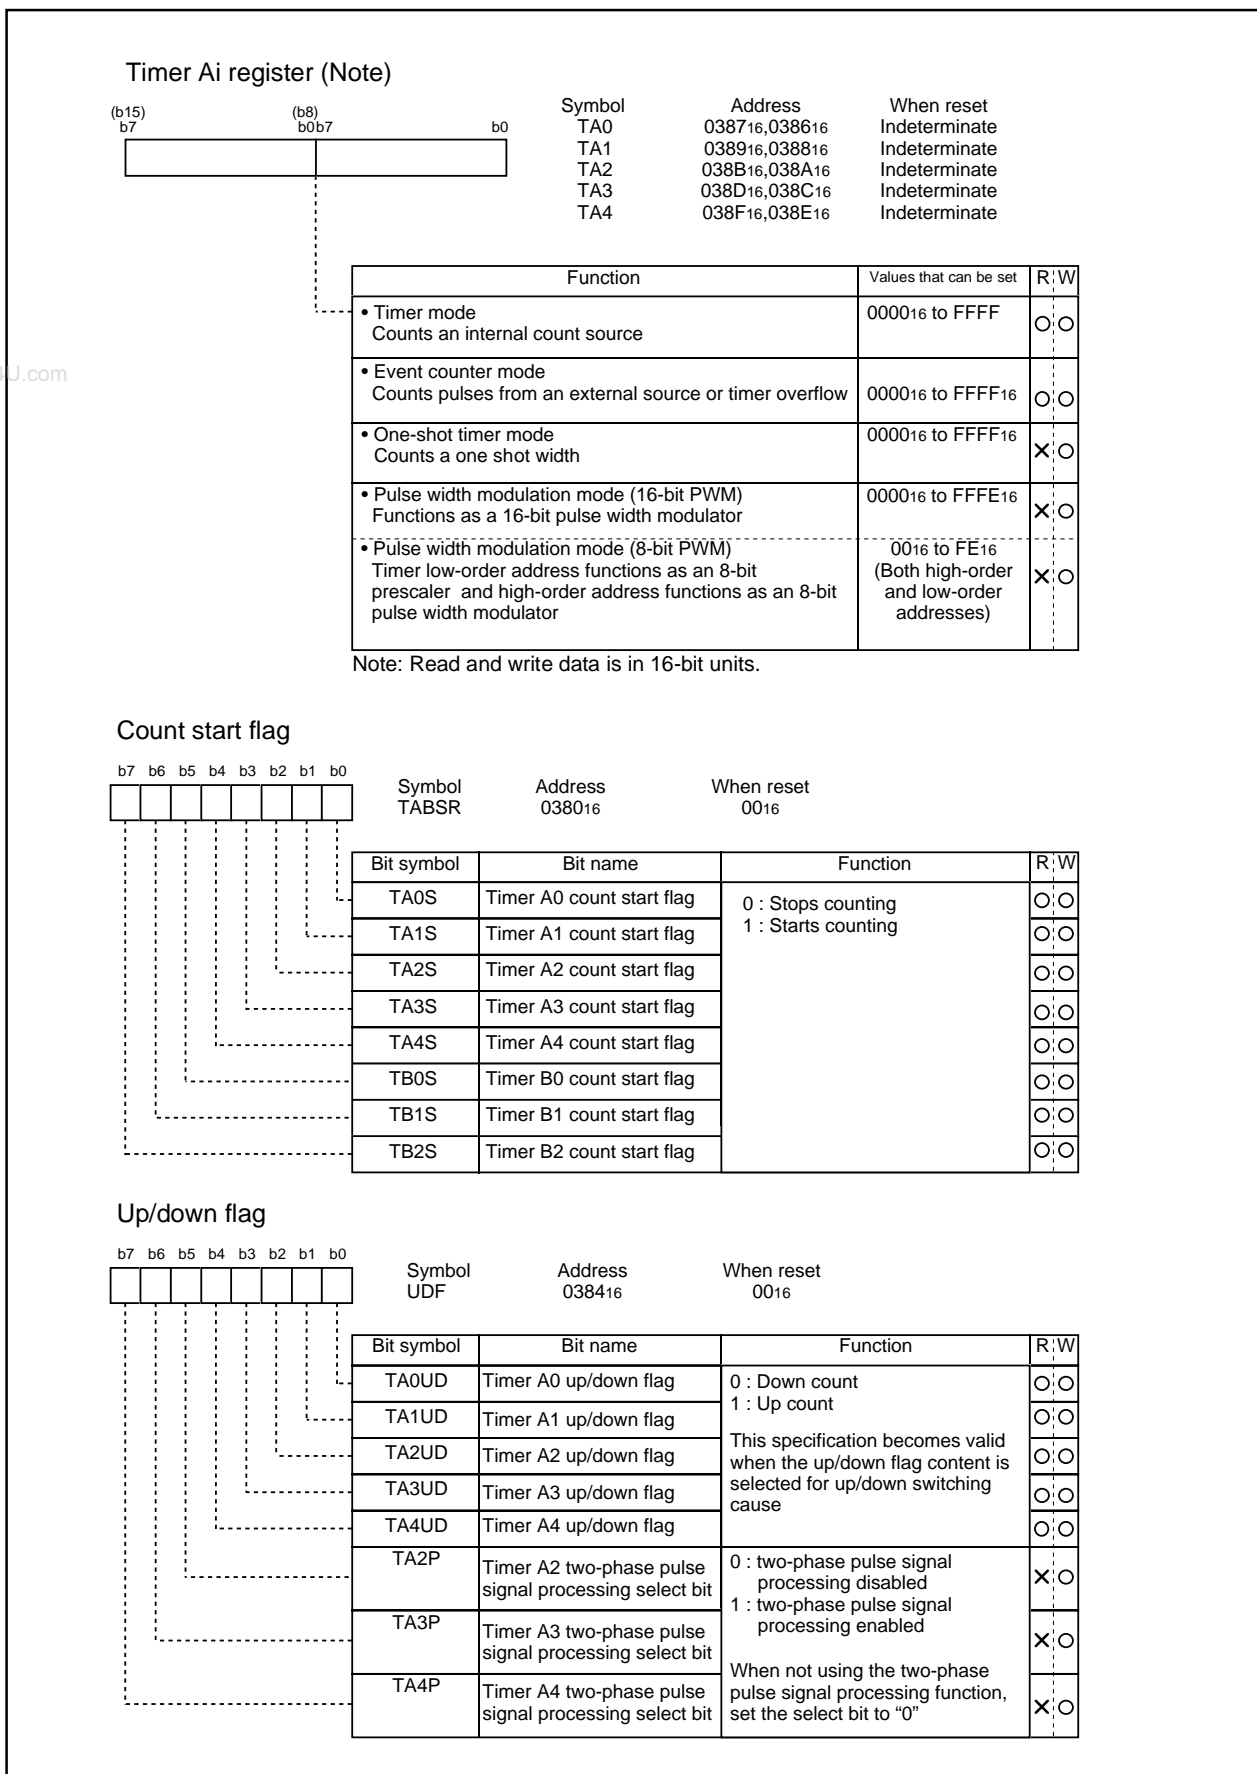 Timer Ai register (Note)
(b15) (b8)
b7 b0 b7 b0
Symbol Address When reset
TA0 038716,038616 Indeterminate
TA1 038916,038816 Indeterminate
TA2 038B16,038A16 Indeterminate
TA3 038D16,038C16 Indeterminate
TA4 038F16,038E16 Indeterminate
Function Values that can be set R W
• Timer mode
Counts an internal count source
000016 to FFFF
• Event counter mode
Counts pulses from an external source or timer overflow
000016 to FFFF16
• One-shot timer mode
Counts a one shot width
000016 to FFFF16
• Pulse width modulation mode (16-bit PWM)
Functions as a 16-bit pulse width modulator
000016 to FFFE16
• Pulse width modulation mode (8-bit PWM)
Timer low-order address functions as an 8-bit
prescaler and high-order address functions as an 8-bit
pulse width modulator
0016 to FE16
(Both high-order
and low-order
addresses)
Note: Read and write data is in 16-bit units.
4U.com
Count start flag
b7 b6 b5 b4 b3 b2 b1 b0
Symbol Address When reset
TABSR 038016 0016
Bit symbol Bit name Function R W
TA0S Timer A0 count start flag
0 : Stops counting
1 : Starts counting
TA1S Timer A1 count start flag
TA2S Timer A2 count start flag
TA3S Timer A3 count start flag
TA4S Timer A4 count start flag
TB0S Timer B0 count start flag
TB1S Timer B1 count start flag
TB2S Timer B2 count start flag
Up/down flag
b7 b6 b5 b4 b3 b2 b1 b0
Symbol Address When reset
UDF 038416 0016
Bit symbol Bit name Function R W
TA0UD Timer A0 up/down flag
TA1UD Timer A1 up/down flag
TA2UD Timer A2 up/down flag
TA3UD Timer A3 up/down flag
TA4UD Timer A4 up/down flag
0 : Down count
1 : Up count
This specification becomes valid
when the up/down flag content is
selected for up/down switching
cause
TA2P Timer A2 two-phase pulse
signal processing select bit
TA3P Timer A3 two-phase pulse
signal processing select bit
TA4P Timer A4 two-phase pulse
signal processing select bit
0 : two-phase pulse signal
processing disabled
1 : two-phase pulse signal
processing enabled
When not using the two-phase
pulse signal processing function,
set the select bit to “0”